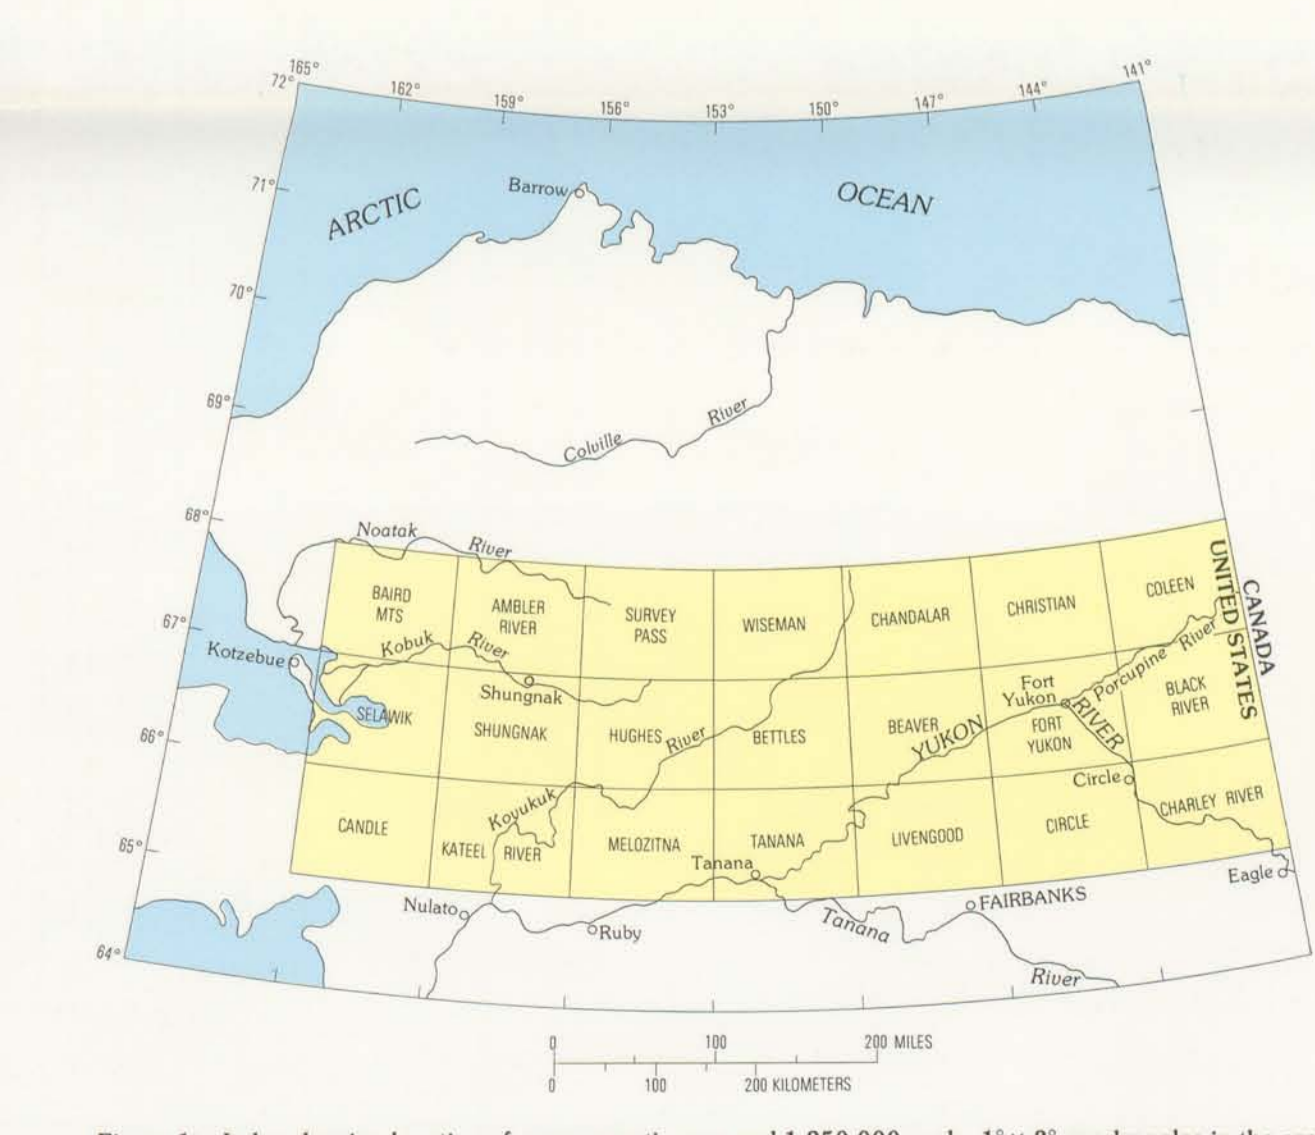 165°
72°
162°
159°
156°
153°
150°
147°
144°
141°
71°
Barrow
ARCTIC
OCEAN
70°
69°
River
Colville
68°
Noatak
River
BAIRD
MTS
AMBLER
RIVER
SURVEY
PASS
WISEMAN
CHANDALAR
CHRISTIAN
COLEEN
UNITED STATES
CANADA
67°
Kotzebue
Kobuk
River
Shungnak
Fort
Yukon
Porcupine River
SELAWIK
SHUNGNAK
HUGHES
River
BETTLES
BEAVER
YUKON
RIVER
FORT
YUKON
BLACK
RIVER
66°
Circle
Koyukuk
CANDLE
KATEEL RIVER
MELOZITNA
TANANA
LIVENGOOD
CIRCLE
CHARLEY RIVER
65°
Tanana
Eagle
Nulato
Ruby
Tanana
FAIRBANKS
River
64°
0 100 200 MILES
0 100 200 KILOMETERS